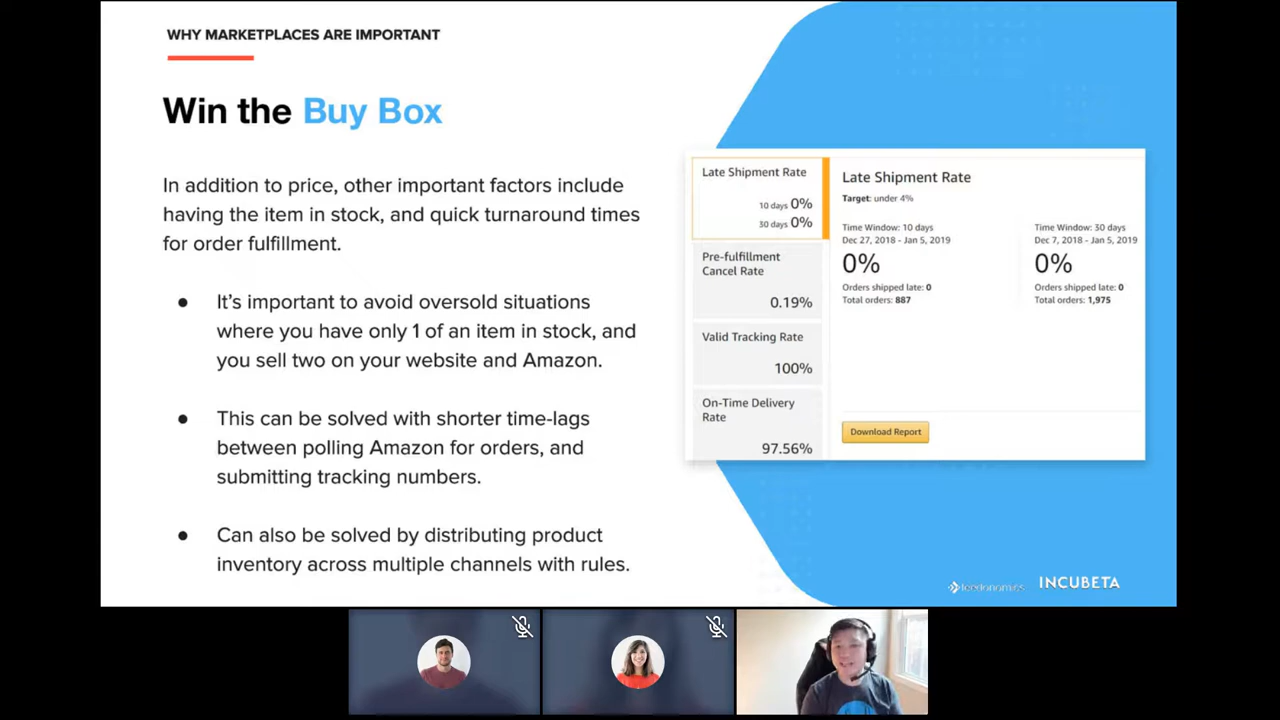 WHY MARKETPLACES ARE IMPORTANT
Win the Buy Box
In addition to price, other important factors include
having the item in stock, and quick turnaround times
for order fulfillment.
● It’s important to avoid oversold situations
where you have only 1 of an item in stock, and
you sell two on your website and Amazon.
● This can be solved with shorter time-lags
between polling Amazon for orders, and
submitting tracking numbers.
● Can also be solved by distributing product
inventory across multiple channels with rules.
Late Shipment Rate
10 days 0%
30 days 0%
Pre-fulfillment
Cancel Rate
0.19%
Valid Tracking Rate
100%
On-Time Delivery
Rate
97.56%
Late Shipment Rate
Target: under 4%
Time Window: 10 days
Dec 27, 2018 - Jan 5, 2019
0%
Orders shipped late: 0
Total orders: 887
Time Window: 30 days
Dec 7, 2018 - Jan 5, 2019
0%
Orders shipped late: 0
Total orders: 1,975
Download Report
feedonomics INCUBETA